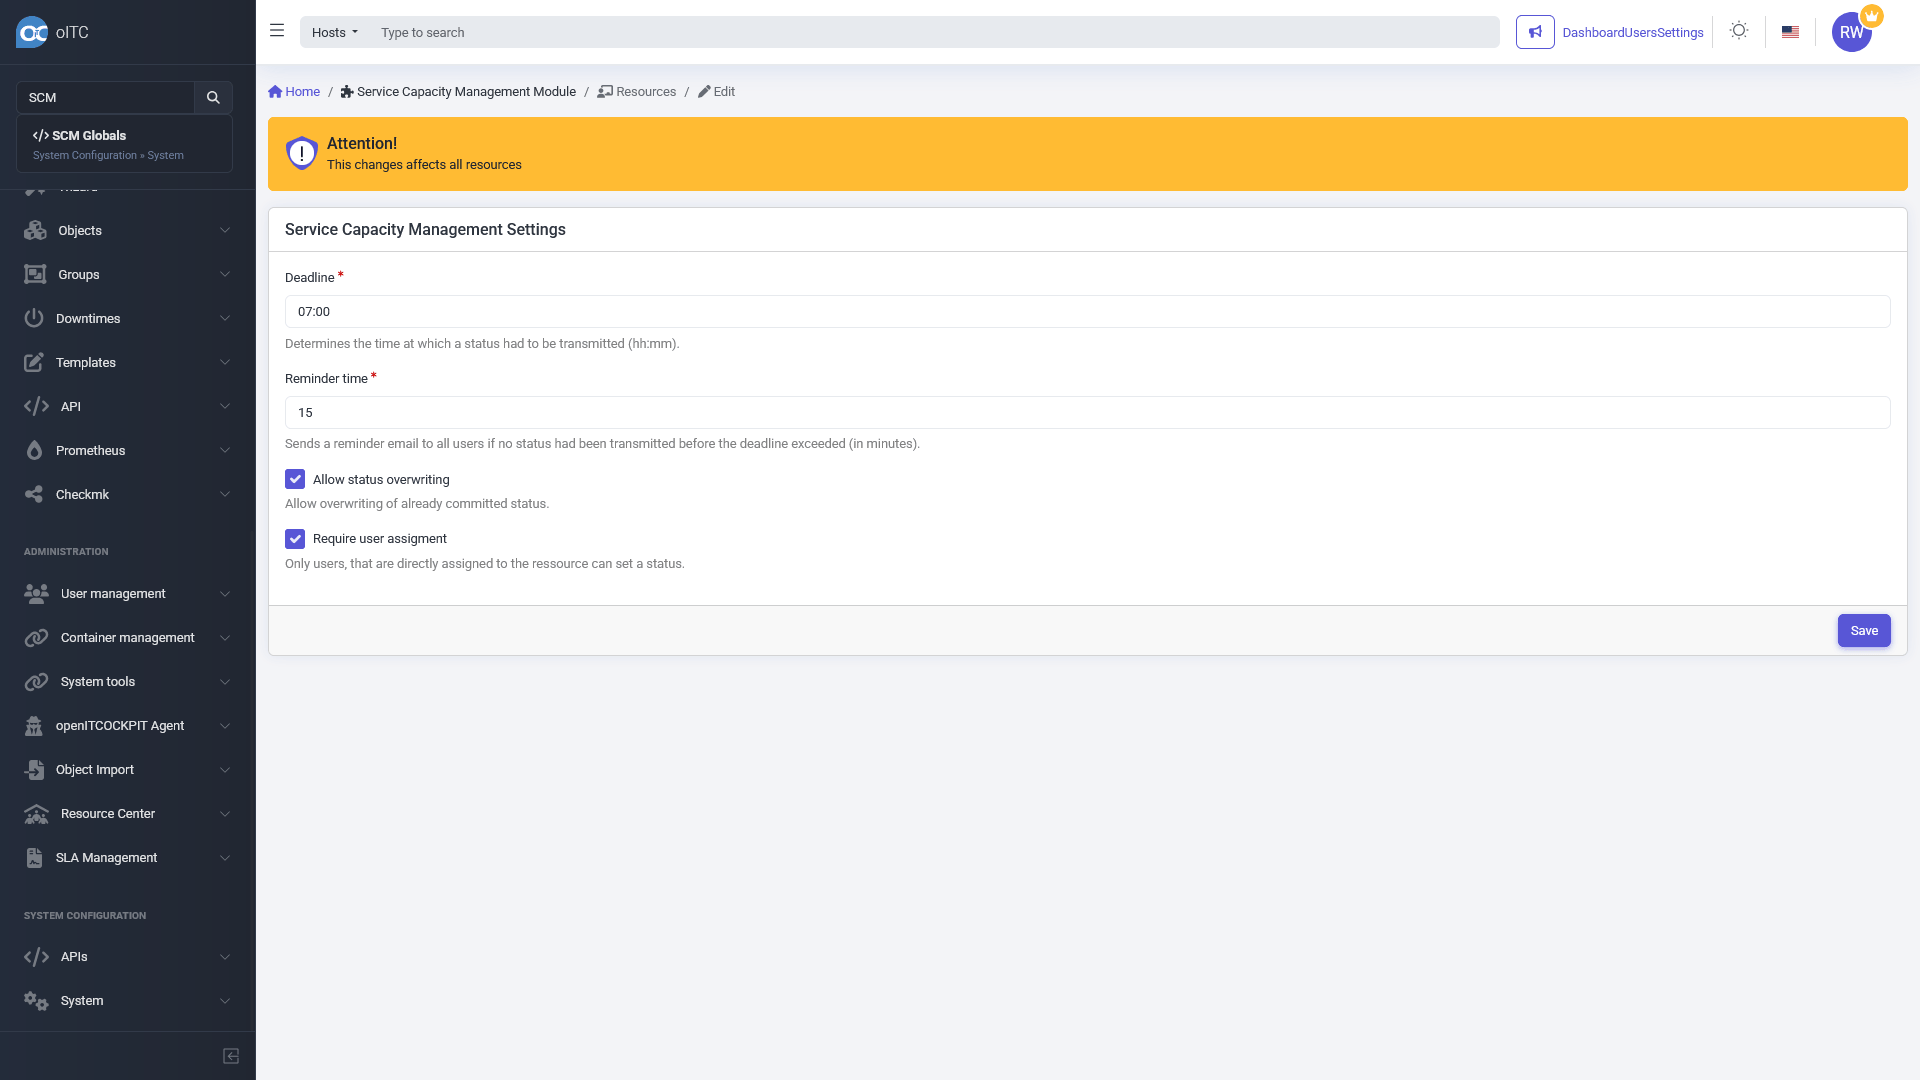 oITC
Hosts
Type to search
DashboardUsersSettings
RW
SCM
SCM Globals
System Configuration » System
Objects
Groups
Downtimes
Templates
API
Prometheus
Checkmk
ADMINISTRATION
User management
Container management
System tools
openITCOCKPIT Agent
Object Import
Resource Center
SLA Management
SYSTEM CONFIGURATION
APIs
System
Home / Service Capacity Management Module / Resources / Edit
Attention!
This changes affects all resources
Service Capacity Management Settings
Deadline *
07:00
Determines the time at which a status had to be transmitted (hh:mm).
Reminder time *
15
Sends a reminder email to all users if no status had been transmitted before the deadline exceeded (in minutes).
Allow status overwriting
Allow overwriting of already committed status.
Require user assigment
Only users, that are directly assigned to the ressource can set a status.
Save